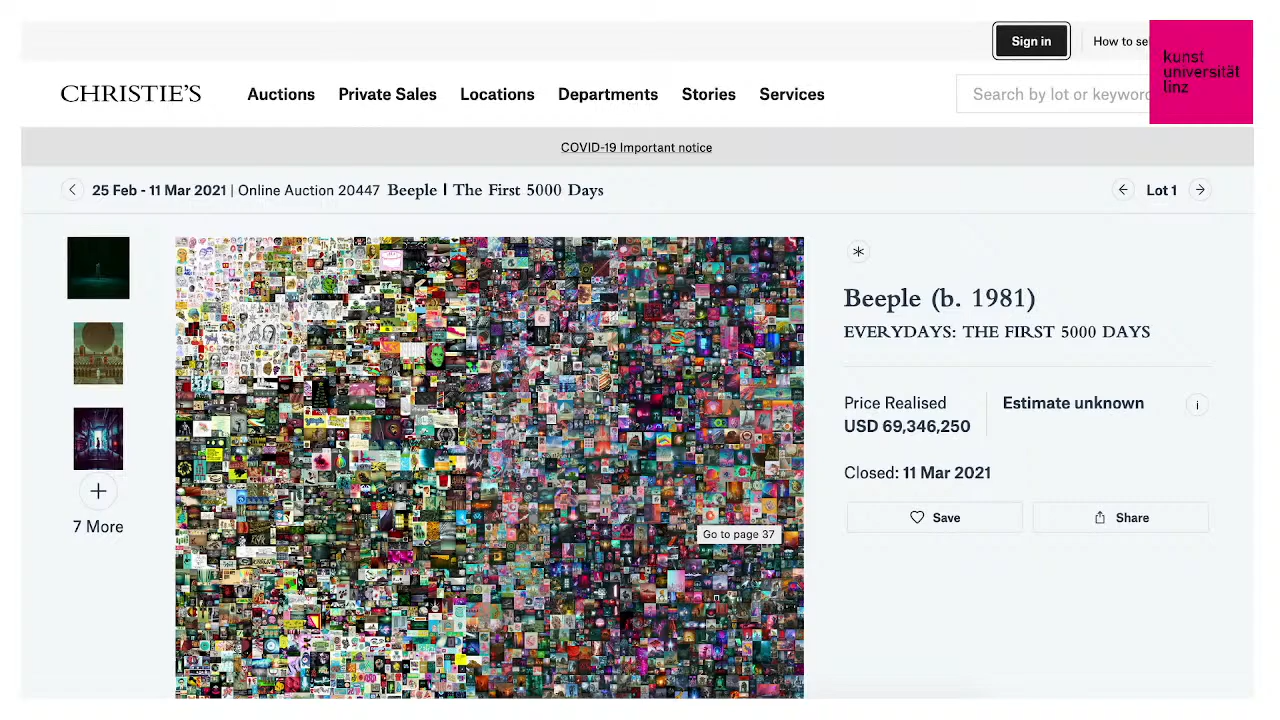 Sign in
How to se
kunst
universität
linz
CHRISTIE'S
Auctions
Private Sales
Locations
Departments
Stories
Services
Search by lot or keyword
COVID-19 Important notice
25 Feb - 11 Mar 2021 | Online Auction 20447 Beeple | The First 5000 Days
Lot 1
Beeple (b. 1981)
EVERYDAYS: THE FIRST 5000 DAYS
Price Realised
USD 69,346,250
Estimate unknown
i
Closed: 11 Mar 2021
Save
Share
Go to page 37
7 More